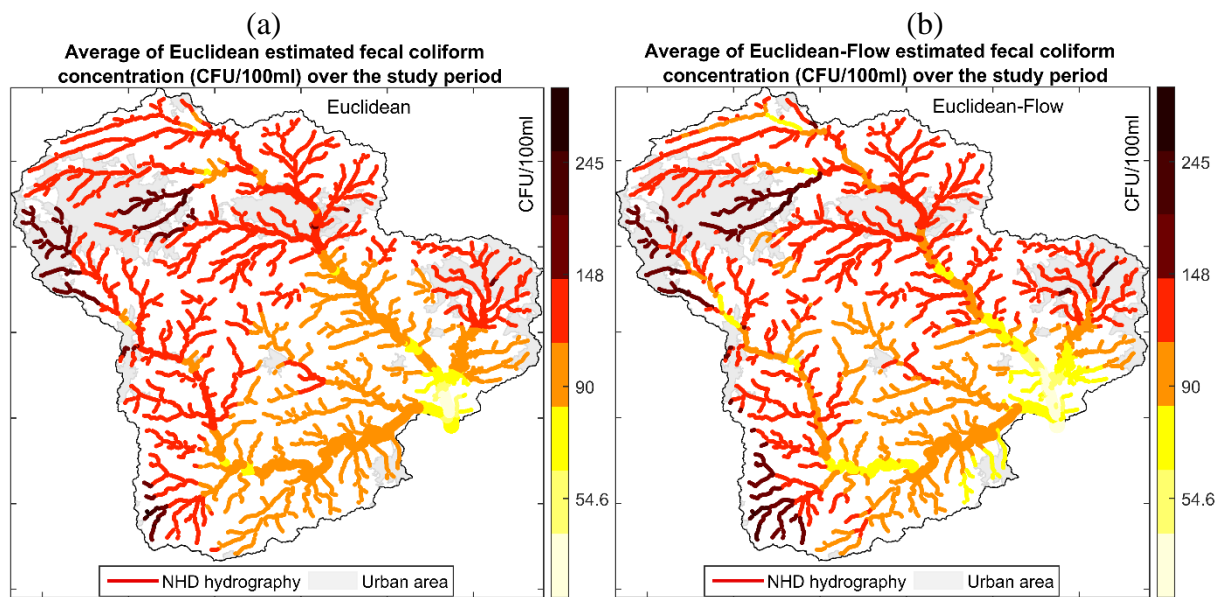 (a)
Average of Euclidean estimated fecal coliform
concentration (CFU/100ml) over the study period
Euclidean
CFU/100ml
245
148
90
54.6
NHD hydrography
Urban area
(b)
Average of Euclidean-Flow estimated fecal coliform
concentration (CFU/100ml) over the study period
Euclidean-Flow
CFU/100ml
245
148
90
54.6
NHD hydrography
Urban area